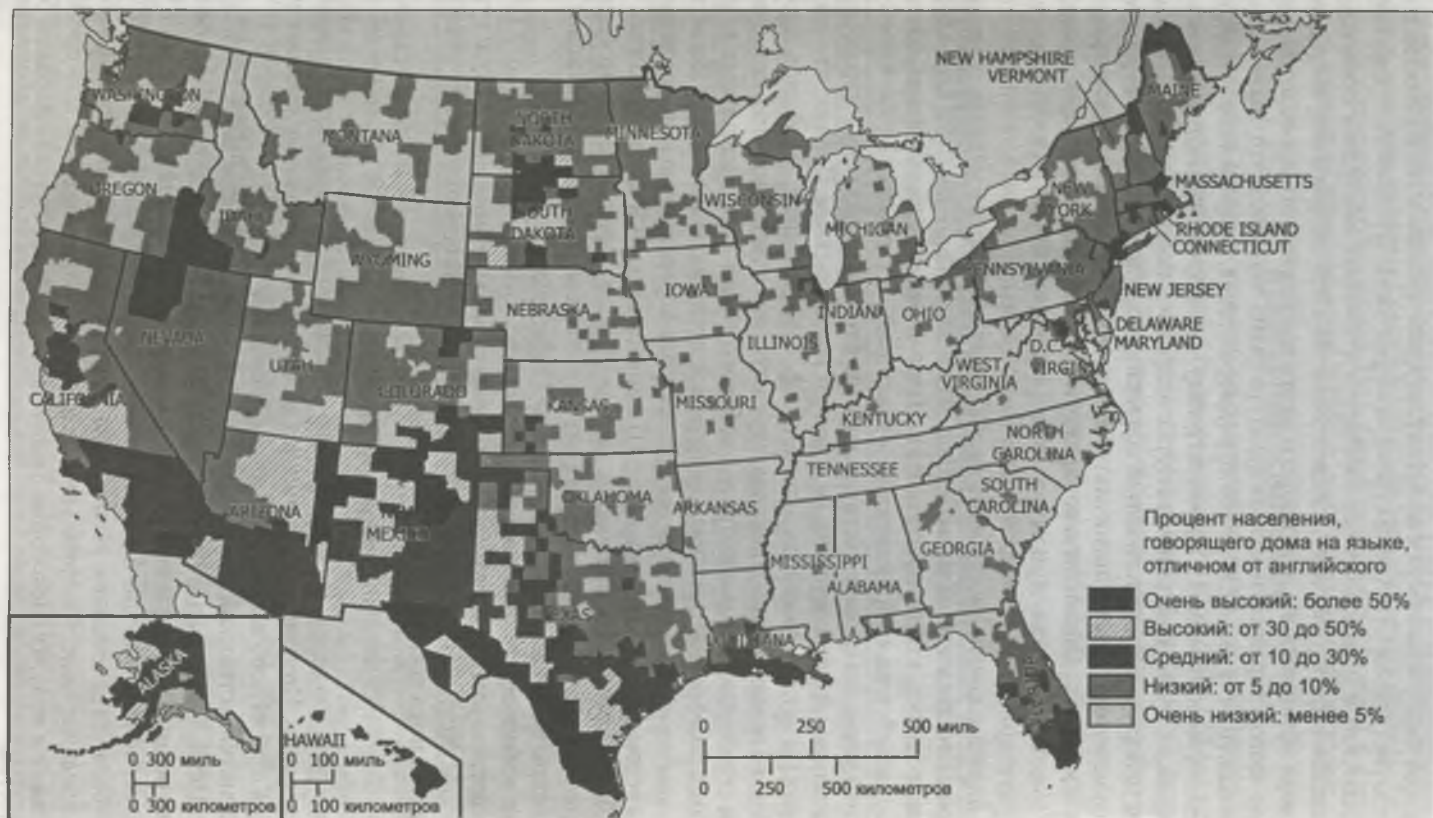 NEW HAMPSHIRE
VERMONT
WASHINGTON
MONTANA
NORTH
DAKOTA
MINNESOTA
MAINE
OREGON
IDAHO
WYOMING
SOUTH
DAKOTA
WISCONSIN
MICHIGAN
NEW
YORK
MASSACHUSETTS
RHODE ISLAND
CONNECTICUT
PENNSYLVANIA
NEW JERSEY
NEBRASKA
IOWA
ILLINOIS
INDIANA
OHIO
DELAWARE
MARYLAND
D.C.
NEVADA
UTAH
COLORADO
CALIFORNIA
KANSAS
MISSOURI
WEST
VIRGINIA
VIRGINIA
KENTUCKY
ARIZONA
NEW
MEXICO
OKLAHOMA
ARKANSAS
TENNESSEE
NORTH
CAROLINA
SOUTH
CAROLINA
TEXAS
LOUISIANA
MISSISSIPPI
ALABAMA
GEORGIA
Процент населения,
говорящего дома на языке,
отличном от английского
Очень высокий: более 50%
Высокий: от 30 до 50%
Средний: от 10 до 30%
Низкий: от 5 до 10%
Очень низкий: менее 5%
ALASKA
0 300 миль
0 300 километров
HAWAII
0 100 миль
0 100 километров
0 250 500 миль
0 250 500 километров